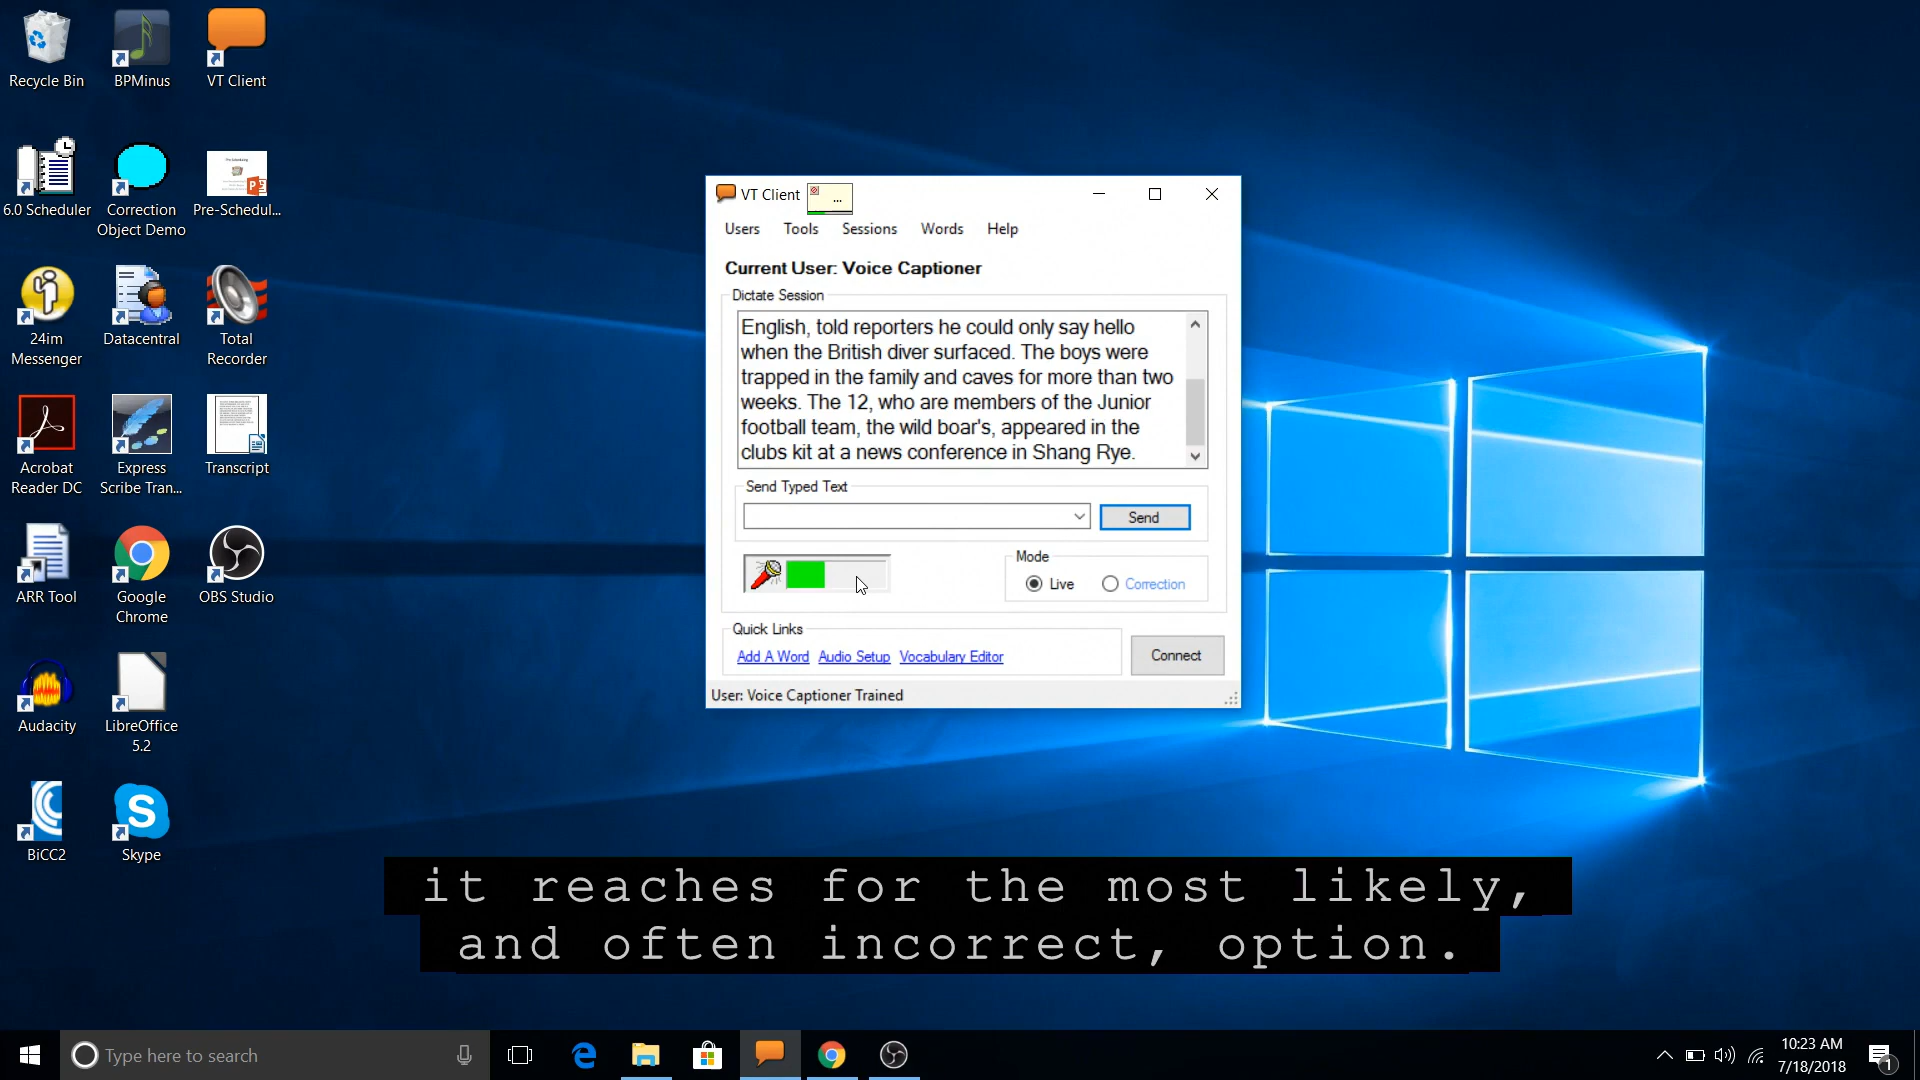 Recycle Bin
BPMinus
VT Client
6.0 Scheduler
Correction
Object Demo
Pre-Schedul...
24im
Messenger
Datacentral
Total
Recorder
Acrobat
Reader DC
Express
Scribe Tran...
Transcript
ARR Tool
Google
Chrome
OBS Studio
Audacity
LibreOffice
5.2
BiCC2
Skype
VT Client
...
Users Tools Sessions Words Help
Current User: Voice Captioner
Dictate Session
English, told reporters he could only say hello
when the British diver surfaced. The boys were
trapped in the family and caves for more than two
weeks. The 12, who are members of the Junior
football team, the wild boar's, appeared in the
clubs kit at a news conference in Shang Rye.
Send Typed Text
Send
Mode
Live Correction
Quick Links
Add A Word Audio Setup Vocabulary Editor
Connect
User: Voice Captioner Trained
it reaches for the most likely,
and often incorrect, option.
Type here to search
10:23 AM
7/18/2018
1